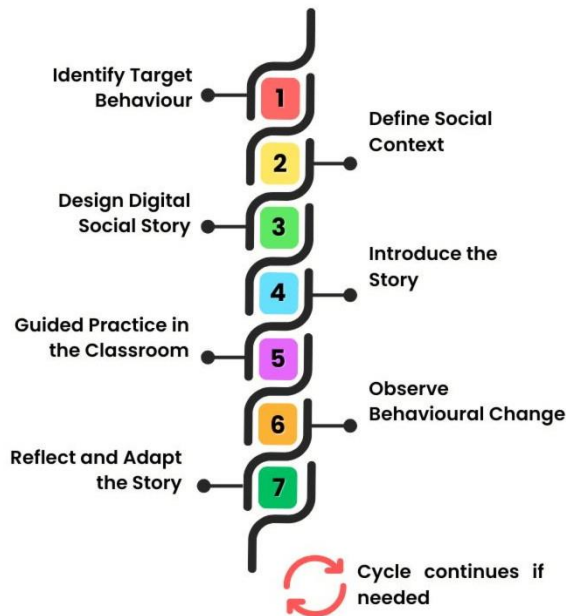 Identify Target
Behaviour
1
2
Define Social
Context
Design Digital
Social Story
3
4
Introduce the
Story
Guided Practice in
the Classroom
5
6
Observe
Behavioural Change
Reflect and Adapt
the Story
7
Cycle continues if
needed